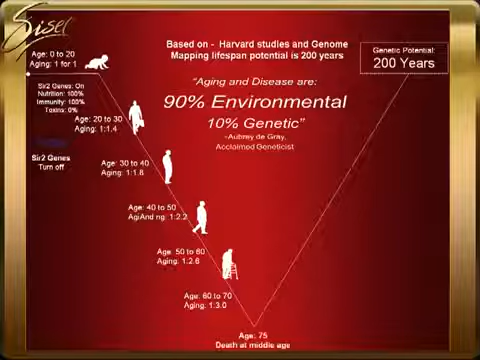 Sisel
Age: 0 to 20
Aging: 1 for 1
Based on - Harvard studies and Genome
Mapping lifespan potential is 200 years
Genetic Potential:
200 Years
"Aging and Disease are:
90% Environmental
10% Genetic"
-Aubrey de Gray,
Acclaimed Geneticist
Sir2 Genes: On
Nutrition: 100%
Immunity: 100%
Toxins: 0%
Age: 20 to 30
Aging: 1:1.4
Sir2 Genes
Turn off
Age: 30 to 40
Aging: 1:1.8
Age: 40 to 50
AgiAnd ng: 1:2.2
Age: 50 to 60
Aging: 1:2.6
Age: 60 to 70
Aging: 1:3.0
Age: 75
Death at middle age